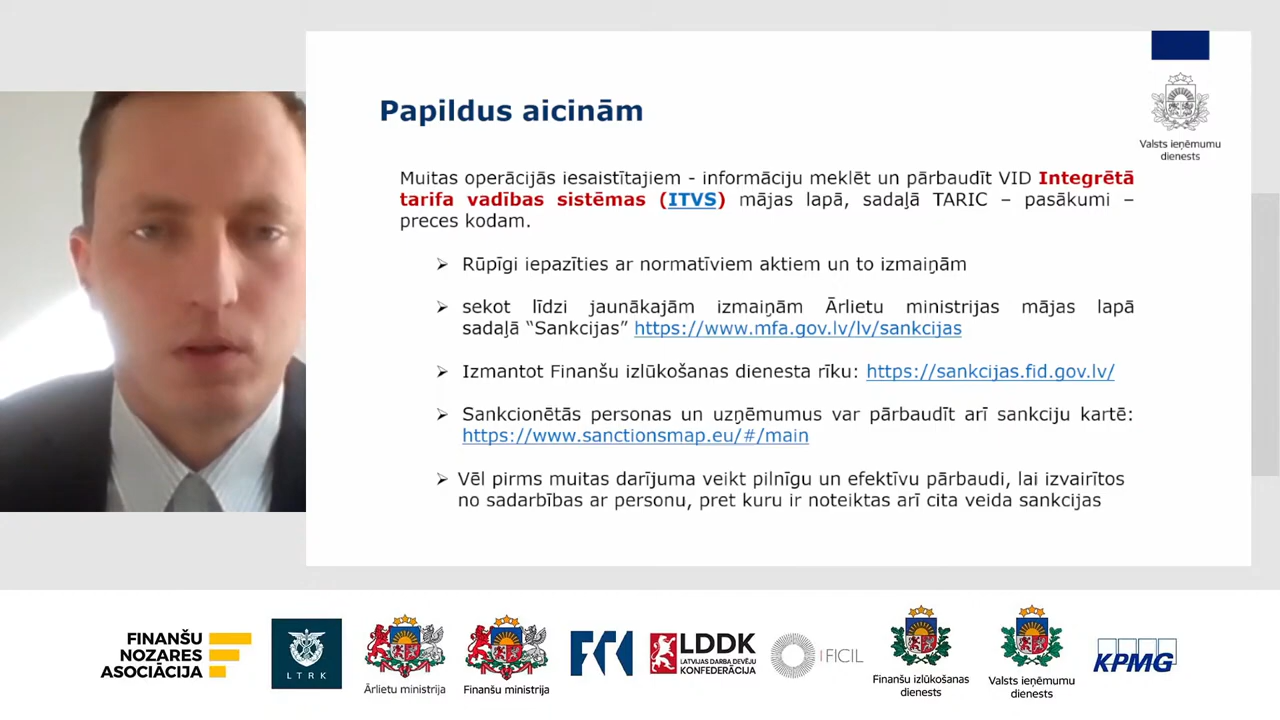 Papildus aicinām
Valsts ieņēmumu
dienests
Muitas operācijās iesaistītajiem - informāciju meklēt un pārbaudīt VID Integrētā
tarifa vadības sistēmas (ITVS) mājas lapā, sadaļā TARIC – pasākumi –
preces kodam.
➢ Rūpīgi iepazīties ar normatīviem aktiem un to izmaiņām
➢ sekot līdzi jaunākajām izmaiņām Ārlietu ministrijas mājas lapā
sadaļā “Sankcijas” https://www.mfa.gov.lv/lv/sankcijas
➢ Izmantot Finanšu izlūkošanas dienesta rīku: https://sankcijas.fid.gov.lv/
➢ Sankcionētās personas un uzņēmumus var pārbaudīt arī sankciju kartē:
https://www.sanctionsmap.eu/#/main
➢ Vēl pirms muitas darījuma veikt pilnīgu un efektīvu pārbaudi, lai izvairītos
no sadarbības ar personu, pret kuru ir noteiktas arī cita veida sankcijas
FINANŠU
NOZARES
ASOCIĀCIJA
LTRK
Ārlietu ministrija
Finanšu ministrija
LDDK
LATVIJAS DARBA DEVĒJU
KONFEDERĀCIJA
FICIL
Finanšu izlūkošanas
dienests
Valsts ieņēmumu
dienests
KPMG